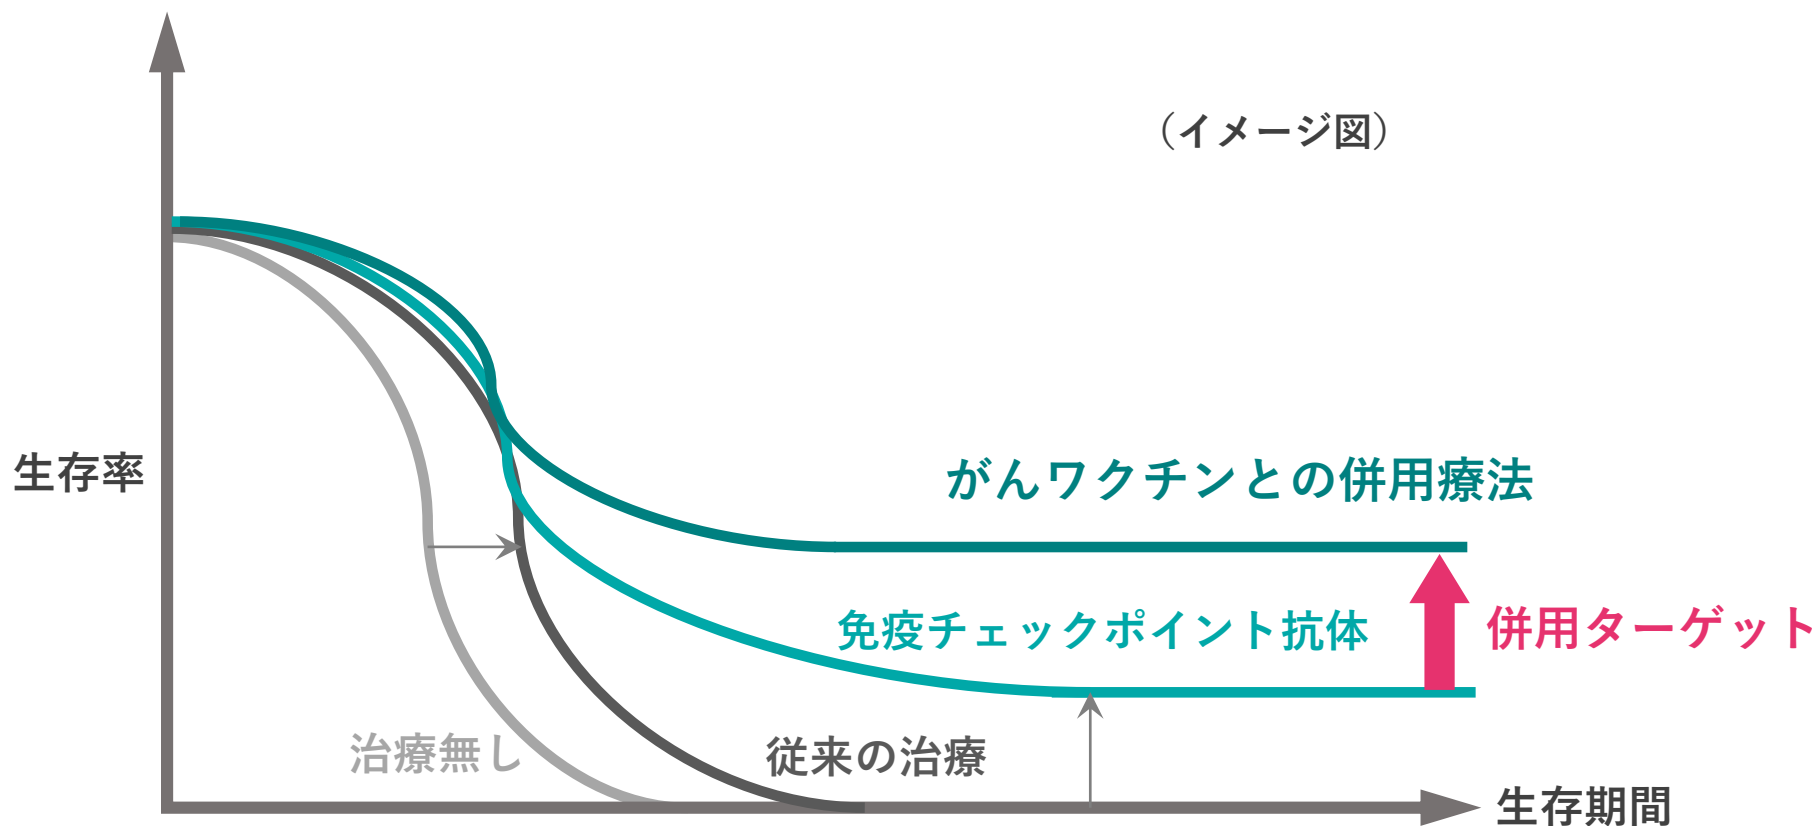 （イメージ図）
生存率
がんワクチンとの併用療法
免疫チェックポイント抗体
併用ターゲット
治療無し
従来の治療
生存期間